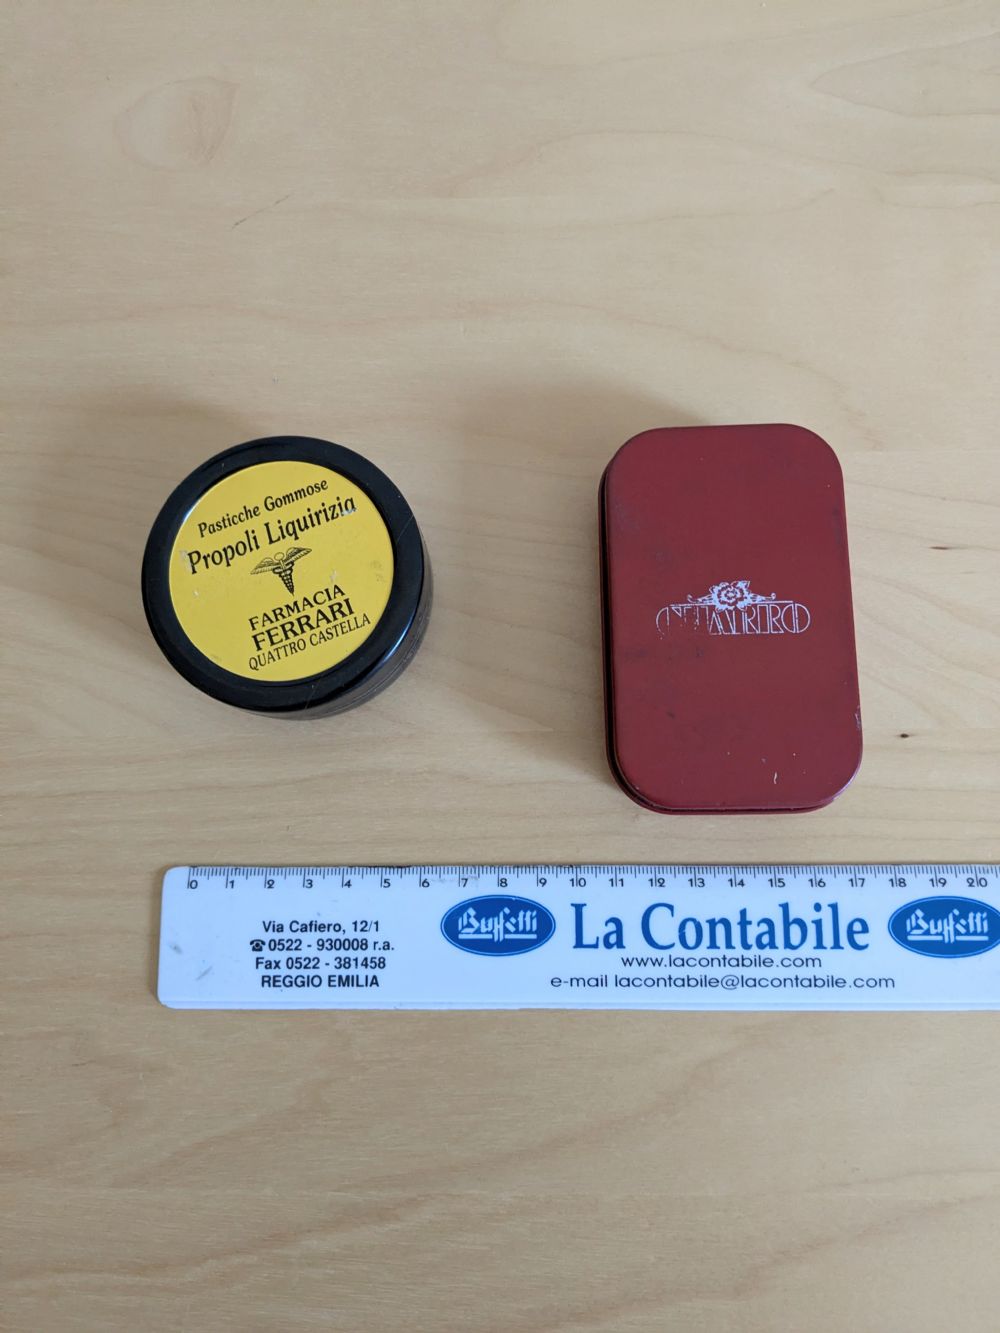 Pasticche Gommose
Propoli Liquirizia
FARMACIA
FERRARI
QUATTRO CASTELLA
0 1 2 3 4 5 6 7 8 9 10 11 12 13 14 15 16 17 18 19 20
Via Cafiero, 12/1
☎ 0522 - 930008 r.a.
Fax 0522 - 381458
REGGIO EMILIA
Buffetti
La Contabile
www.lacontabile.com
e-mail lacontabile@lacontabile.com
Buffetti